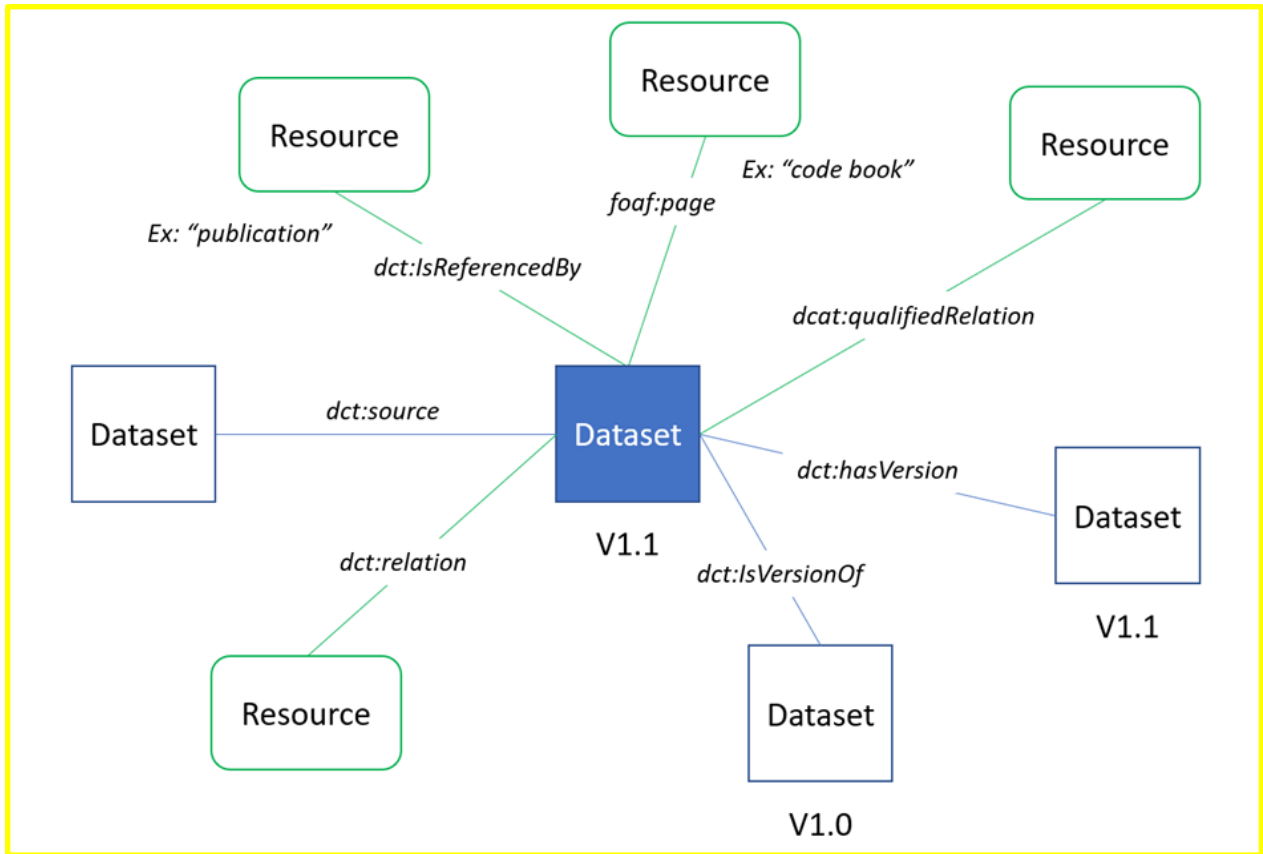 Resource
Resource
Resource
Ex: “publication”
Ex: “code book”
foaf:page
dct:IsReferencedBy
dcat:qualifiedRelation
Dataset
dct:source
Dataset
V1.1
dct:hasVersion
Dataset
V1.1
dct:relation
dct:IsVersionOf
Resource
Dataset
V1.0